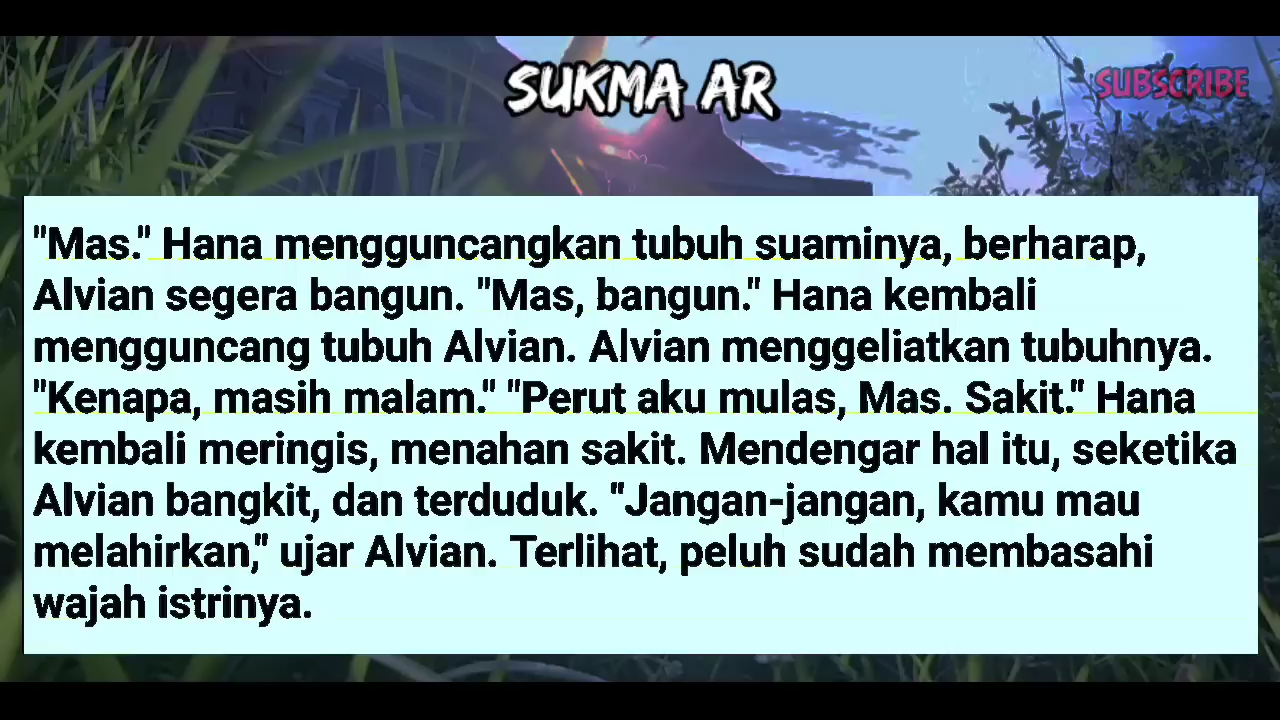 SUKMA AR
SUBSCRIBE
"Mas." Hana mengguncangkan tubuh suaminya, berharap,
Alvian segera bangun. "Mas, bangun." Hana kembali
mengguncang tubuh Alvian. Alvian menggeliatkan tubuhnya.
"Kenapa, masih malam." "Perut aku mulas, Mas. Sakit." Hana
kembali meringis, menahan sakit. Mendengar hal itu, seketika
Alvian bangkit, dan terduduk. "Jangan-jangan, kamu mau
melahirkan," ujar Alvian. Terlihat, peluh sudah membasahi
wajah istrinya.